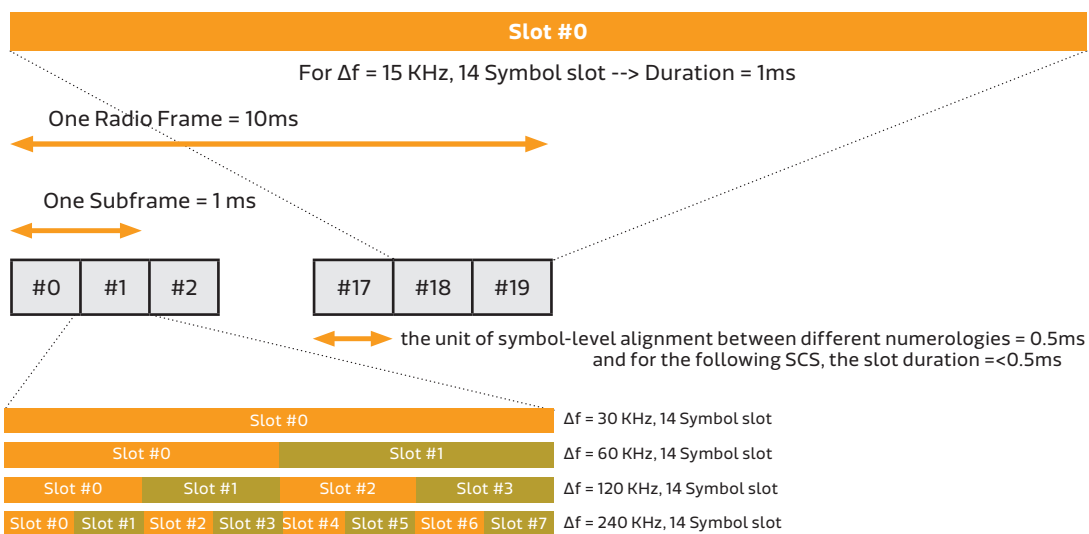 Slot #0
For Δf = 15 KHz, 14 Symbol slot --> Duration = 1ms
One Radio Frame = 10ms
One Subframe = 1 ms
#0 #1 #2 #17 #18 #19
the unit of symbol-level alignment between different numerologies = 0.5ms
and for the following SCS, the slot duration =<0.5ms
Slot #0 Δf = 30 KHz, 14 Symbol slot
Slot #0 Slot #1 Δf = 60 KHz, 14 Symbol slot
Slot #0 Slot #1 Slot #2 Slot #3 Δf = 120 KHz, 14 Symbol slot
Slot #0 Slot #1 Slot #2 Slot #3 Slot #4 Slot #5 Slot #6 Slot #7 Δf = 240 KHz, 14 Symbol slot